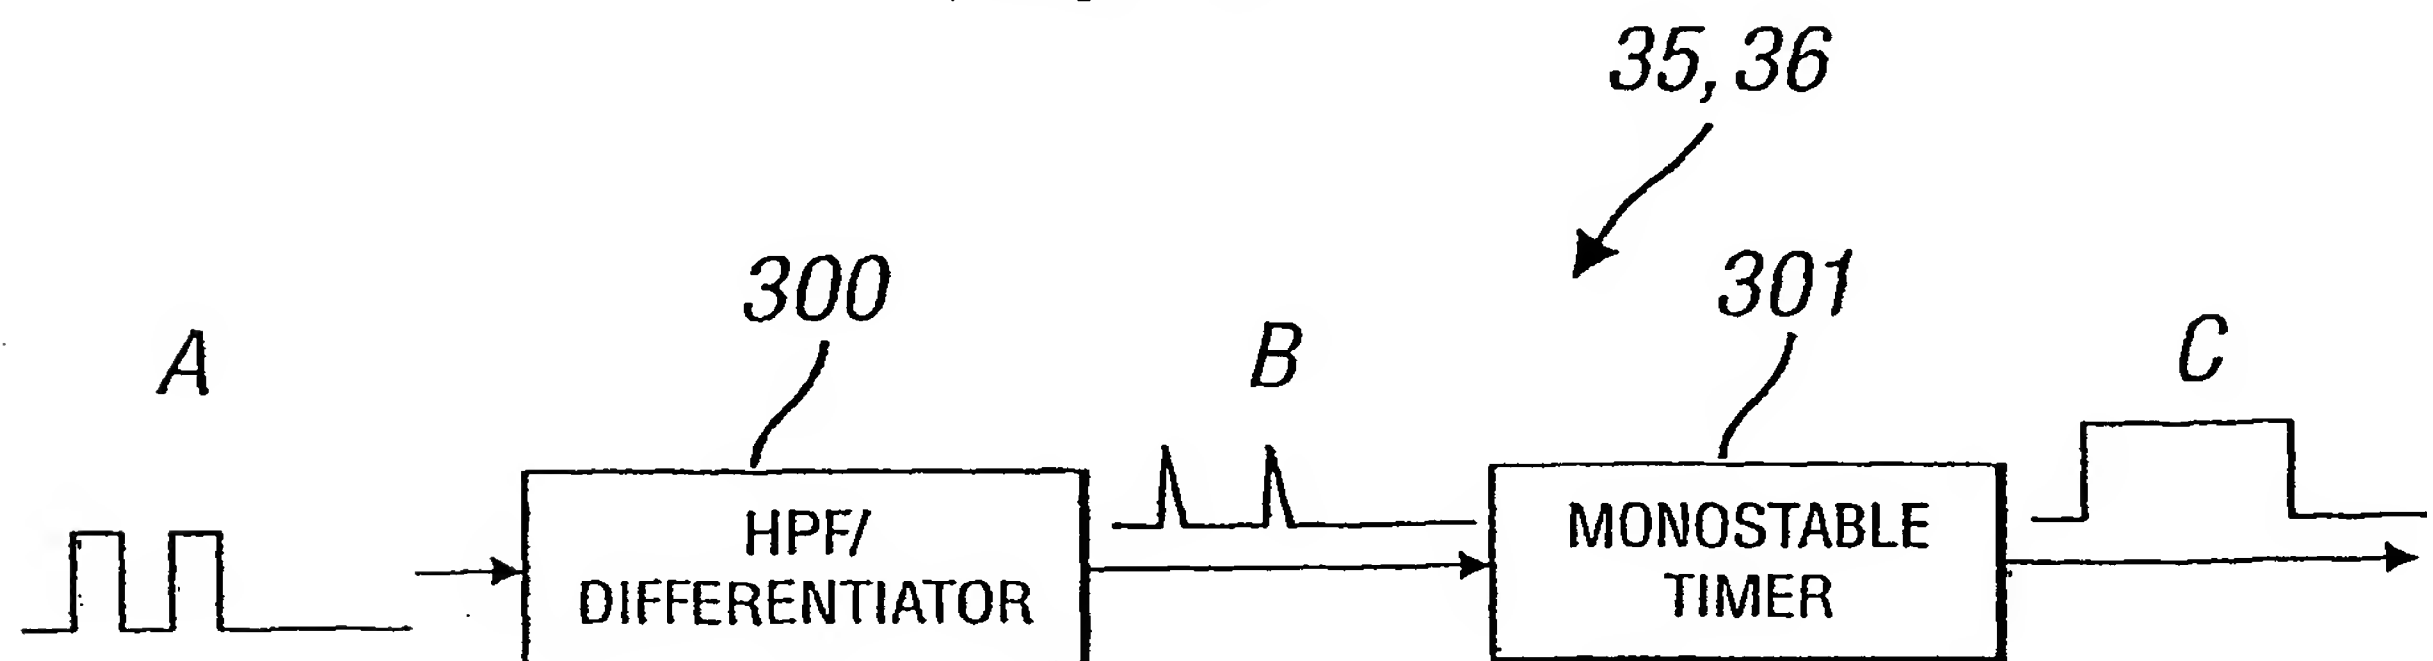 35, 36
300
301
A
B
C
HPF/
DIFFERENTIATOR
MONOSTABLE
TIMER